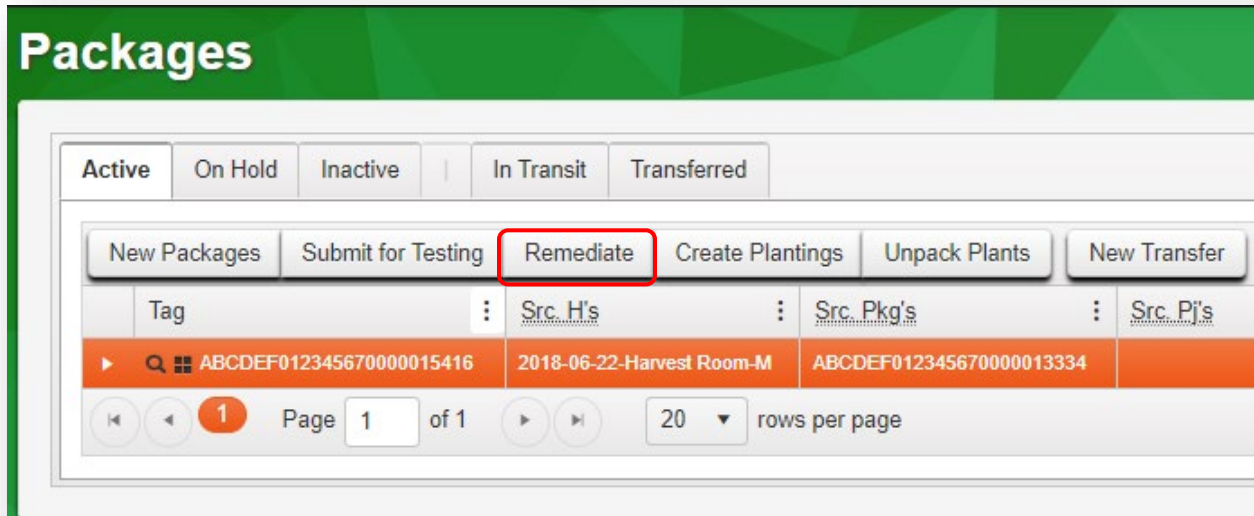 Packages
Active On Hold Inactive | In Transit Transferred
New Packages Submit for Testing Remediate Create Plantings Unpack Plants New Transfer
Tag Src. H's Src. Pkg's Src. Pj's
ABCDEF012345670000015416 2018-06-22-Harvest Room-M ABCDEF012345670000013334
1 Page 1 of 1 20 rows per page